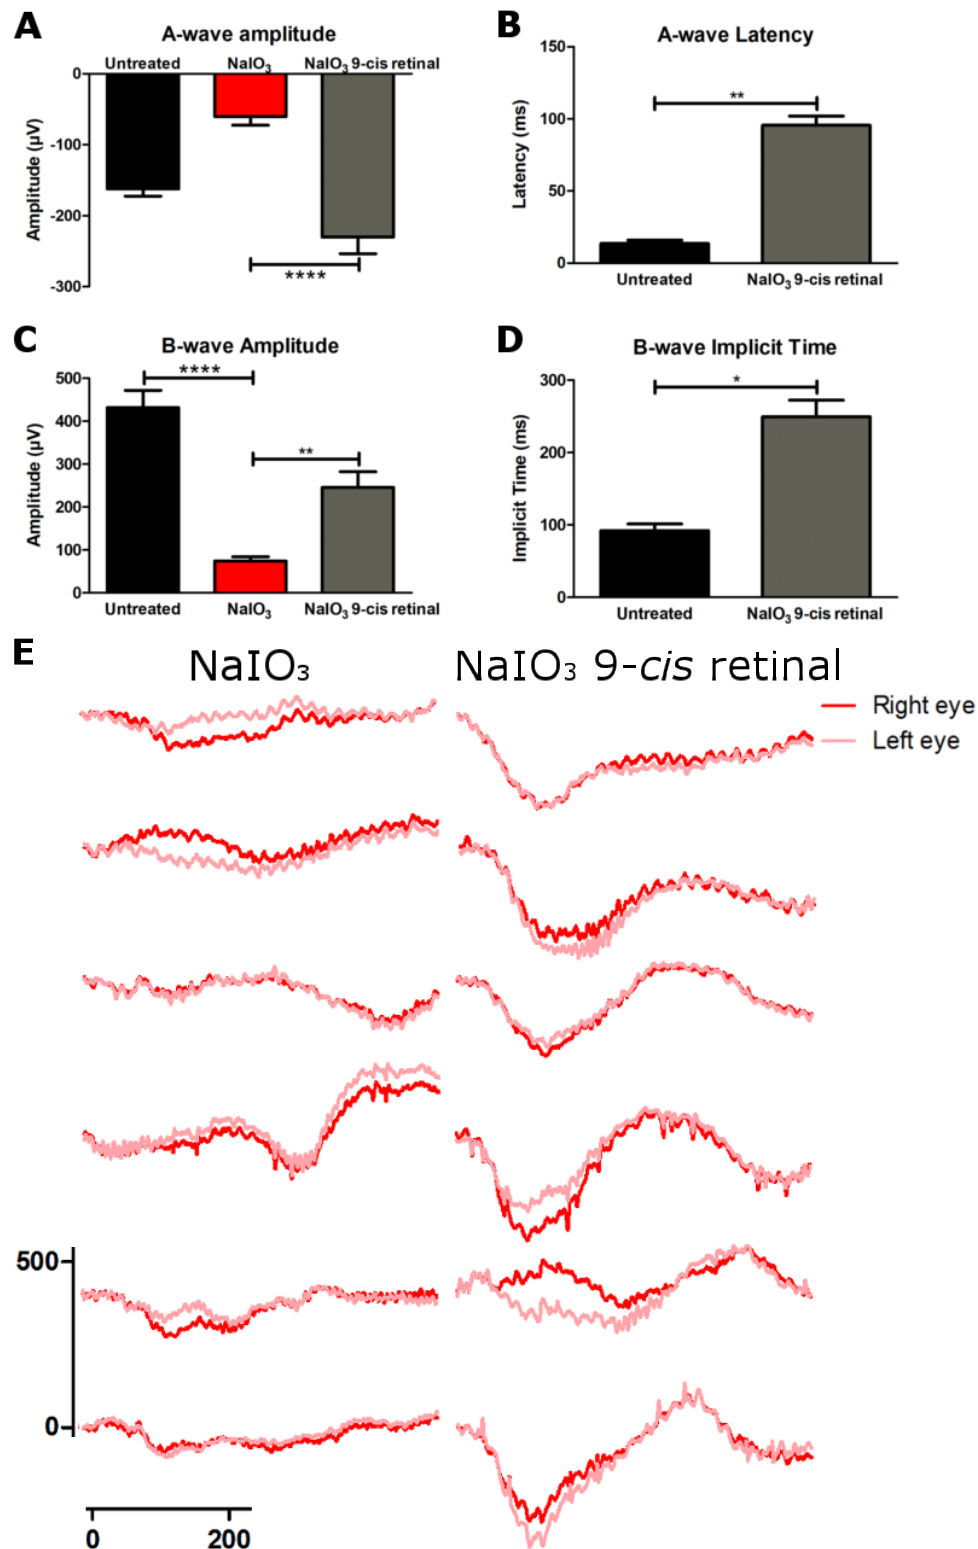 A
A-wave amplitude
Untreated NaIO3 NaIO3 9-cis retinal
0
-100
-200
-300
Amplitude (µV)
****
B
A-wave Latency
150
100
50
0
Latency (ms)
**
Untreated NaIO3 9-cis retinal
C
B-wave Amplitude
500
400
300
200
100
0
Amplitude (µV)
****
**
Untreated NaIO3 NaIO3 9-cis retinal
D
B-wave Implicit Time
300
200
100
0
Implicit Time (ms)
*
Untreated NaIO3 9-cis retinal
E
NaIO3 NaIO3 9-cis retinal
Right eye
Left eye
500
0
0 200